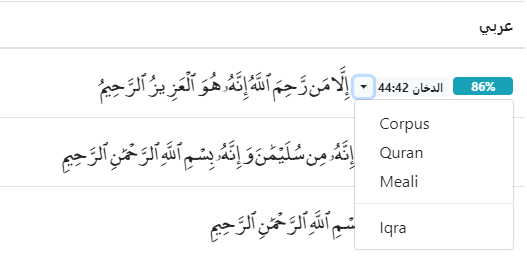 عربي
86% الدخان 44:42 إِلَّا مَن رَّحِمَ ٱللَّهُ إِنَّهُۥ هُوَ ٱلْعَزِيزُ ٱلرَّحِيمُ
Corpus
إِنَّهُۥ مِن سُلَيْمَٰنَ وَإِنَّهُۥ بِسْمِ ٱللَّهِ ٱلرَّحْمَٰنِ ٱلرَّحِيمِ
Quran
Meali
سْمِ ٱللَّهِ ٱلرَّحْمَٰنِ ٱلرَّحِيمِ
Iqra